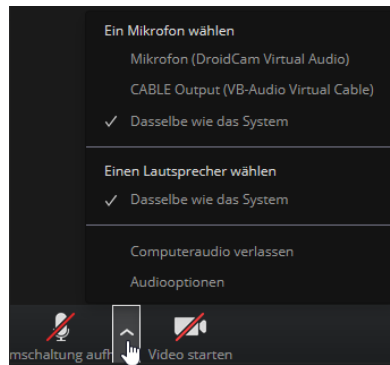 Ein Mikrofon wählen
Mikrofon (DroidCam Virtual Audio)
CABLE Output (VB-Audio Virtual Cable)
✓ Dasselbe wie das System
Einen Lautsprecher wählen
✓ Dasselbe wie das System
Computeraudio verlassen
Audiooptionen
mschaltung aufh Video starten